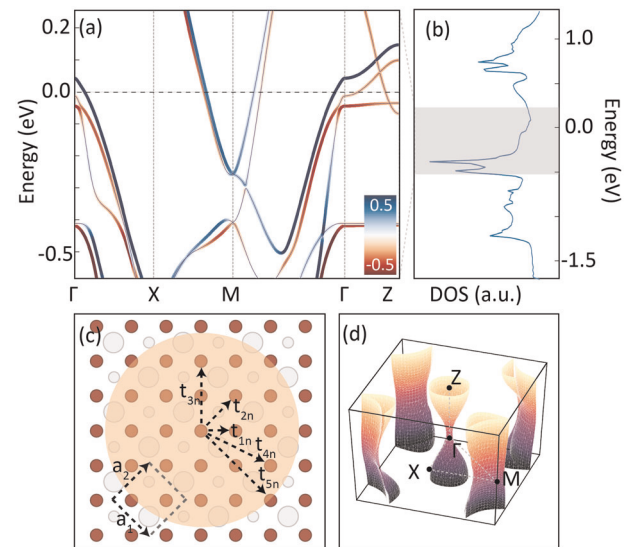 (a)
0.2
0.0
-0.5
Energy (eV)
0.5
-0.5
Γ X M Γ Z
(b)
1.0
0.0
-1.5
Energy (eV)
DOS (a.u.)
(c)
t3n
t2n
t1n
t4n
t5n
a2
a1
(d)
Z
Γ
X
M